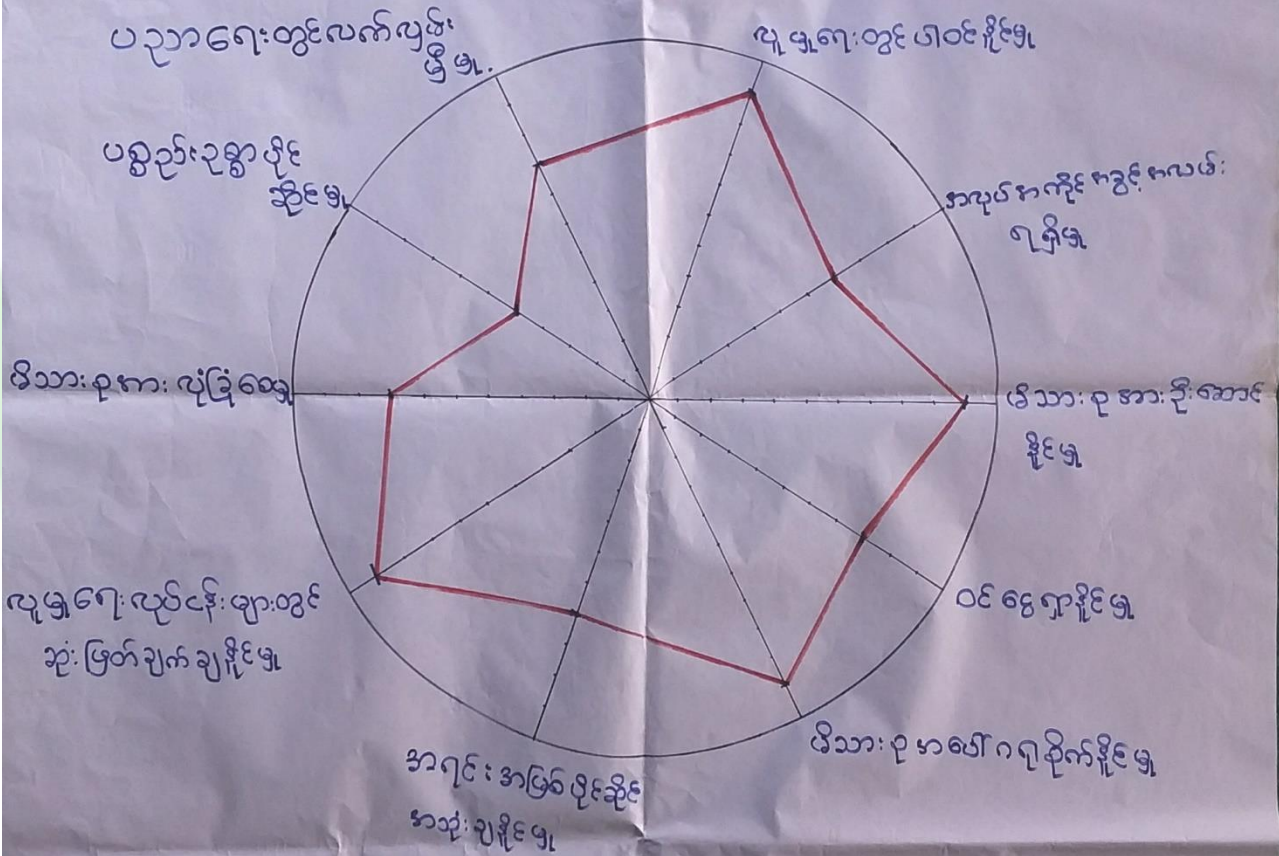 ပညာရေးတွင်လက်လှမ်း
မှီမှု.
လူမှုရေးတွင်ပါဝင်နိုင်မှု
ပစ္စည်းဥစ္စာပိုင်
ဆိုင်မှု
အလုပ်အကိုင်အခွင့်အလမ်း
ရရှိမှု
မိသားစုအားလုံခြုံစေမှု
မိသားစုအားဦးဆောင်
နိုင်မှု
လူမှုရေးလုပ်ငန်းများတွင်
ဆုံးဖြတ်ချက်ချနိုင်မှု
ဝင်ငွေရှာနိုင်မှု
မိသားစုအပေါ်ဂရုစိုက်နိုင်မှု
အရင်းအမြစ်ပိုင်ဆိုင်
အသုံးချနိုင်မှု